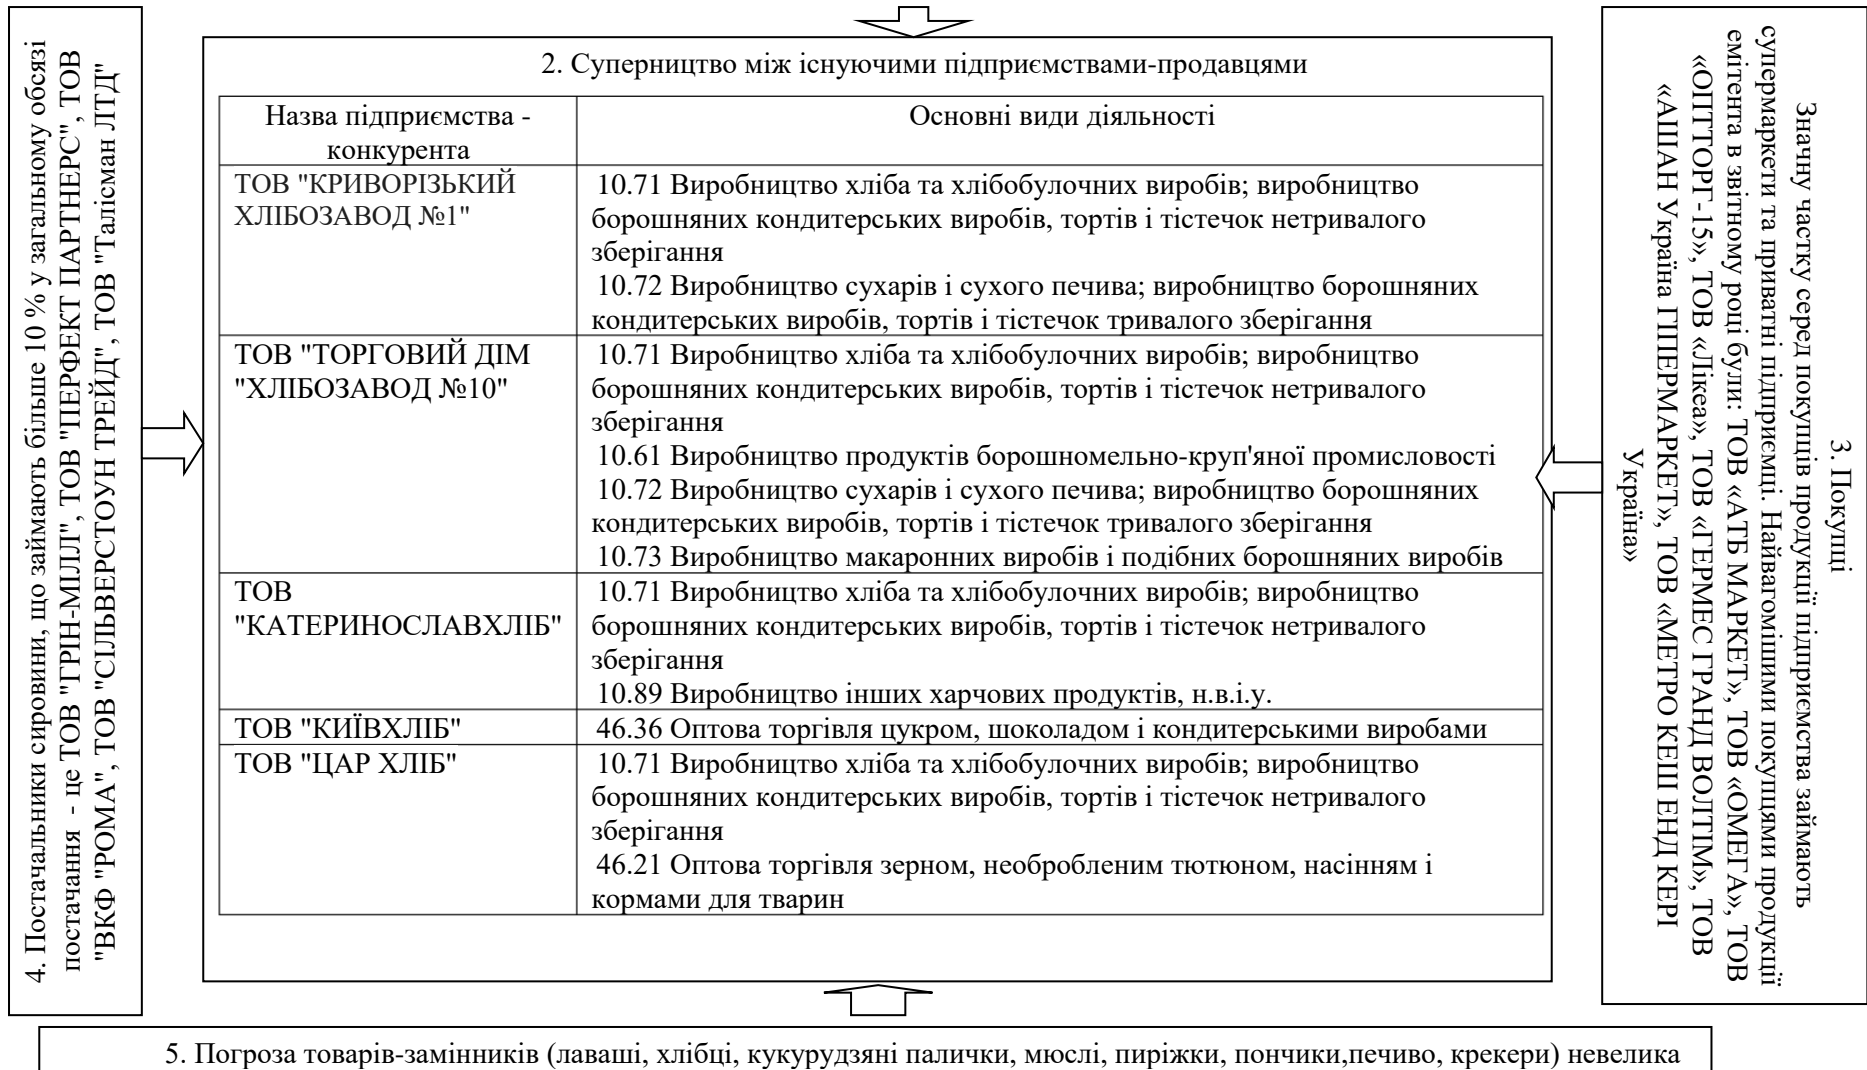 4. Постачальники сировини, що займають більше 10 % у загальному обсязі
постачання - це ТОВ "ГРІН-МІЛЛ", ТОВ "ПЕРФЕКТ ПАРТНЕРС", ТОВ
"ВКФ "РОМА", ТОВ "СІЛЬВЕРСТОУН ТРЕЙД", ТОВ "Талісман ЛТД"
2. Суперництво між існуючими підприємствами-продавцями
Назва підприємства -
конкурента
Основні види діяльності
ТОВ "КРИВОРІЗЬКИЙ
ХЛІБОЗАВОД №1"
10.71 Виробництво хліба та хлібобулочних виробів; виробництво
борошняних кондитерських виробів, тортів і тістечок нетривалого
зберігання
10.72 Виробництво сухарів і сухого печива; виробництво борошняних
кондитерських виробів, тортів і тістечок тривалого зберігання
ТОВ "ТОРГОВИЙ ДІМ
"ХЛІБОЗАВОД №10"
10.71 Виробництво хліба та хлібобулочних виробів; виробництво
борошняних кондитерських виробів, тортів і тістечок нетривалого
зберігання
10.61 Виробництво продуктів борошномельно-круп'яної промисловості
10.72 Виробництво сухарів і сухого печива; виробництво борошняних
кондитерських виробів, тортів і тістечок тривалого зберігання
10.73 Виробництво макаронних виробів і подібних борошняних виробів
ТОВ
"КАТЕРИНОСЛАВХЛІБ"
10.71 Виробництво хліба та хлібобулочних виробів; виробництво
борошняних кондитерських виробів, тортів і тістечок нетривалого
зберігання
10.89 Виробництво інших харчових продуктів, н.в.і.у.
ТОВ "КИЇВХЛІБ"
46.36 Оптова торгівля цукром, шоколадом і кондитерськими виробами
ТОВ "ЦАР ХЛІБ"
10.71 Виробництво хліба та хлібобулочних виробів; виробництво
борошняних кондитерських виробів, тортів і тістечок нетривалого
зберігання
46.21 Оптова торгівля зерном, необробленим тютюном, насінням і
кормами для тварин
3. Покупці
Значну частку серед покупців продукції підприємства займають
супермаркети та приватні підприємці. Найвагомішими покупцями продукції
емітента в звітному році були: ТОВ «АТБ МАРКЕТ», ТОВ «ОМЕГА», ТОВ
«ОПТТОРГ-15», ТОВ «Лікеа», ТОВ «ГЕРМЕС ГРАНД ВОЛТІМ», ТОВ
«АШАН Україна ГІПЕРМАРКЕТ», ТОВ «МЕТРО КЕШ ЕНД КЕРІ
Україна»
5. Погроза товарів-замінників (лаваші, хлібці, кукурудзяні палички, мюслі, пиріжки, пончики,печиво, крекери) невелика